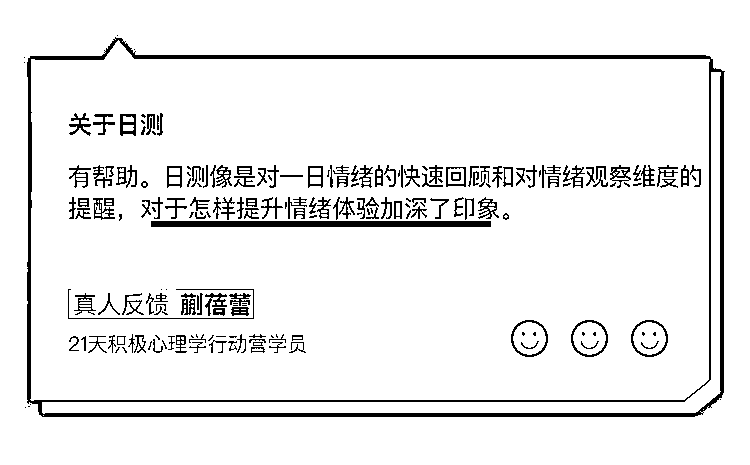 关于日测
有帮助。日测像是对一日情绪的快速回顾和对情绪观察维度的
提醒，对于怎样提升情绪体验加深了印象。
真人反馈 蒯蓓蕾
21天积极心理学行动营学员